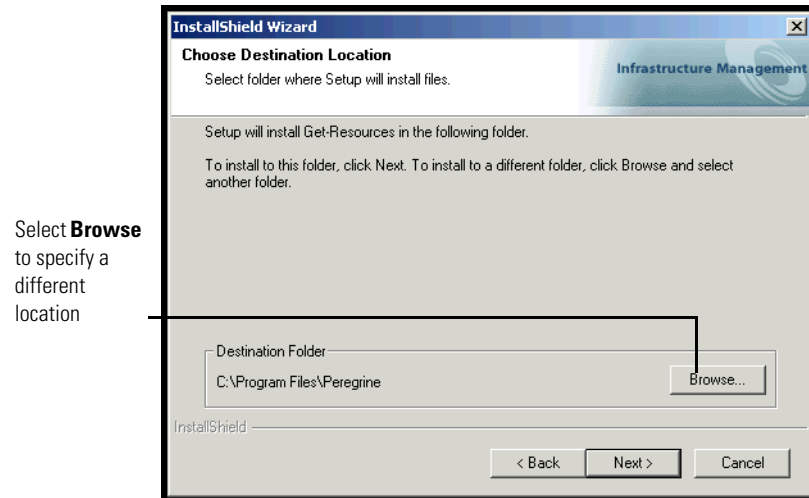 InstallShield Wizard
Choose Destination Location
Select folder where Setup will install files.
Infrastructure Management
Setup will install Get-Resources in the following folder.
To install to this folder, click Next. To install to a different folder, click Browse and select
another folder.
Select Browse
to specify a
different
location
Destination Folder
C:\Program Files\Peregrine
Browse...
InstallShield
< Back
Next >
Cancel